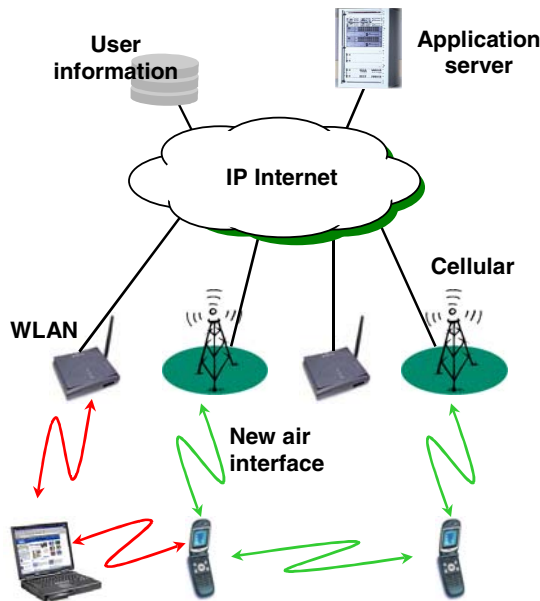 User
information
Application
server
IP Internet
Cellular
WLAN
New air
interface